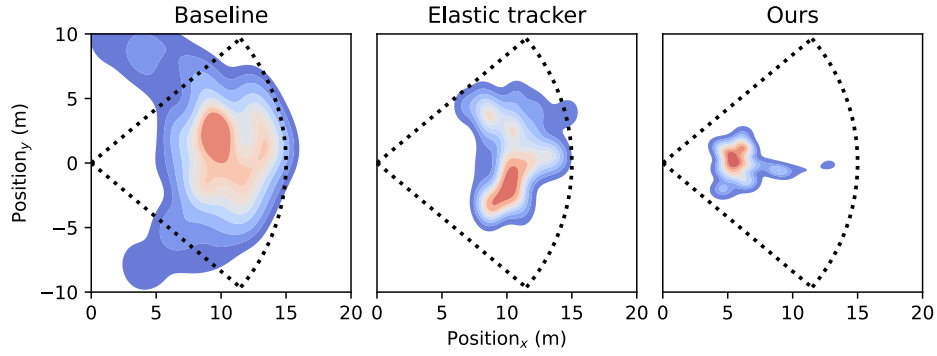 Baseline
Elastic tracker
Ours
Position_y (m)
10
5
0
−5
−10
0 5 10 15 20
0 5 10 15 20
0 5 10 15 20
Position_x (m)